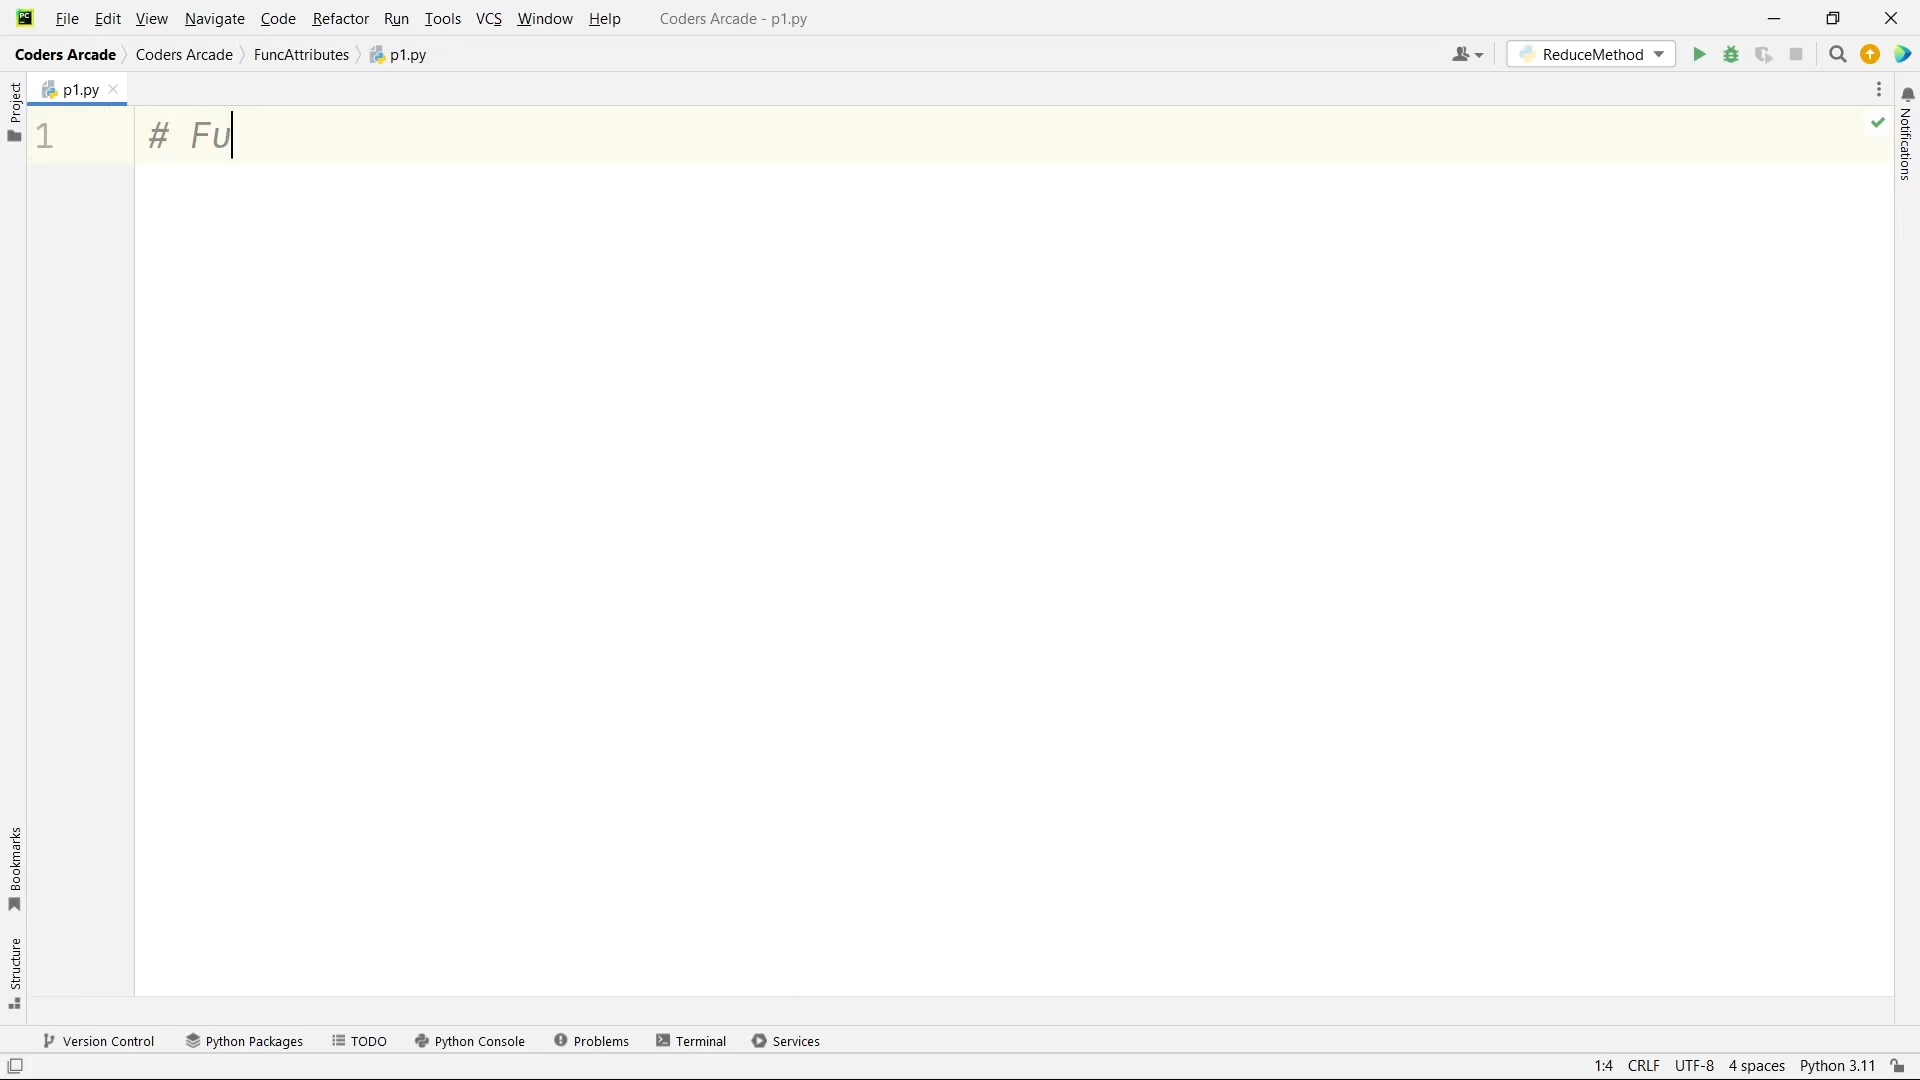 File Edit View Navigate Code Refactor Run Tools VCS Window Help Coders Arcade - p1.py
Coders Arcade Coders Arcade FuncAttributes p1.py ReduceMethod
p1.py
1 # Fu
Project
Notifications
Bookmarks
Structure
Version Control Python Packages TODO Python Console Problems Terminal Services
1:4 CRLF UTF-8 4 spaces Python 3.11